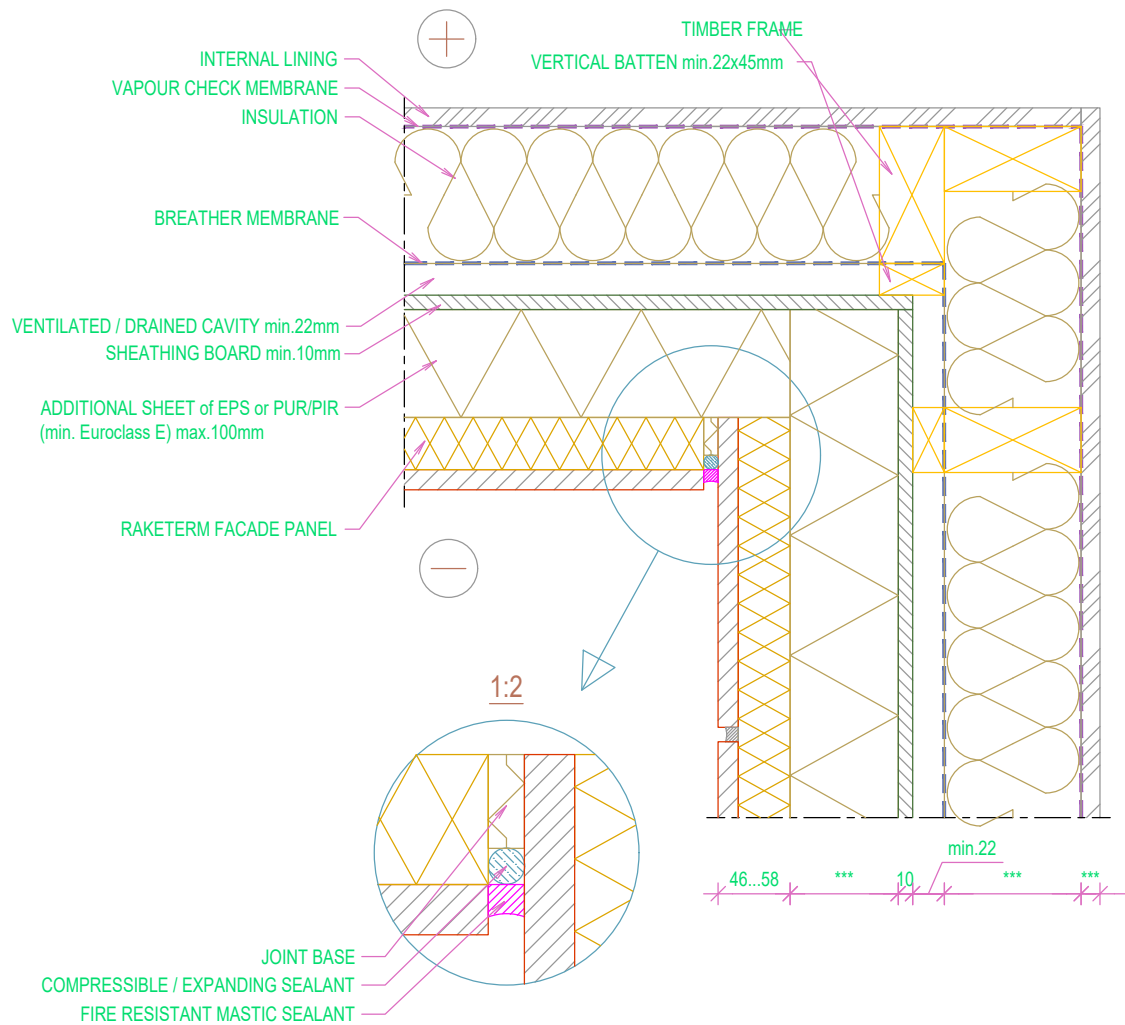 TIMBER FRAME
VERTICAL BATTEN min.22x45mm
INTERNAL LINING
VAPOUR CHECK MEMBRANE
INSULATION
BREATHER MEMBRANE
VENTILATED / DRAINED CAVITY min.22mm
SHEATHING BOARD min.10mm
ADDITIONAL SHEET of EPS or PUR/PIR
(min. Euroclass E) max.100mm
RAKETERM FACADE PANEL
1:2
min.22
46...58 *** 10 *** ***
JOINT BASE
COMPRESSIBLE / EXPANDING SEALANT
FIRE RESISTANT MASTIC SEALANT